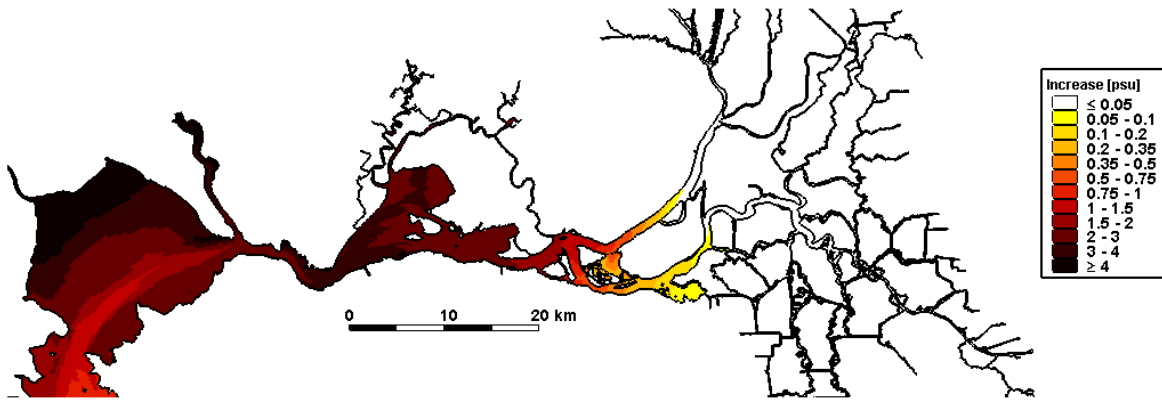 Increase [psu]
≤ 0.05
0.05 - 0.1
0.1 - 0.2
0.2 - 0.35
0.35 - 0.5
0.5 - 0.75
0.75 - 1
1 - 1.5
1.5 - 2
2 - 3
3 - 4
≥ 4
0 10 20 km